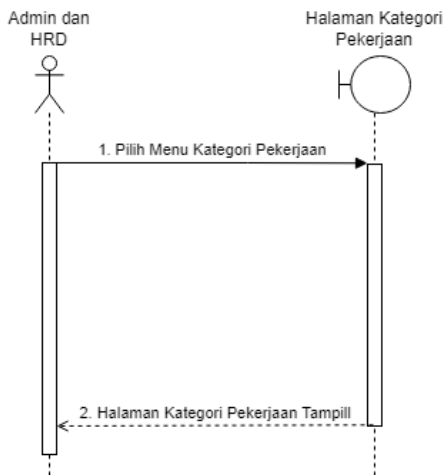 Admin dan
HRD
Halaman Kategori
Pekerjaan
1. Pilih Menu Kategori Pekerjaan
2. Halaman Kategori Pekerjaan Tampill